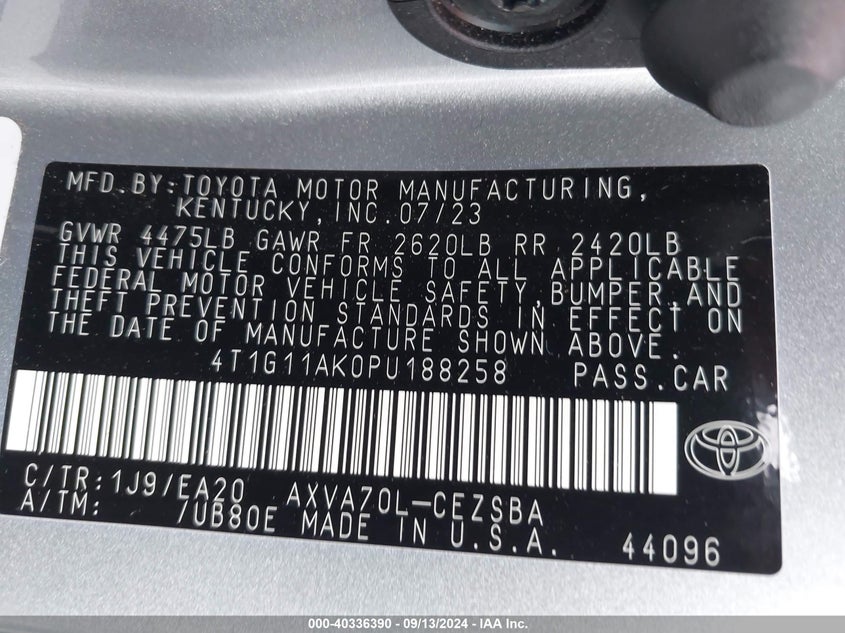 MFD.BY:TOYOTA MOTOR MANUFACTURING,
KENTUCKY,INC.07/23
GVWR 4475LB GAWR FR 2620LB RR 2420LB
THIS VEHICLE CONFORMS TO ALL APPLICABLE
FEDERAL MOTOR VEHICLE SAFETY,BUMPER,AND
THEFT PREVENTION STANDARDS IN EFFECT ON
THE DATE OF MANUFACTURE SHOWN ABOVE.
4T1G11AK0PU188258 PASS.CAR
C/TR:1J9/EA20 AXVA70L-CEZSBA
A/TM: /UB80E MADE IN U.S.A.
44096
000-40336390 - 09/13/2024 - IAA Inc.